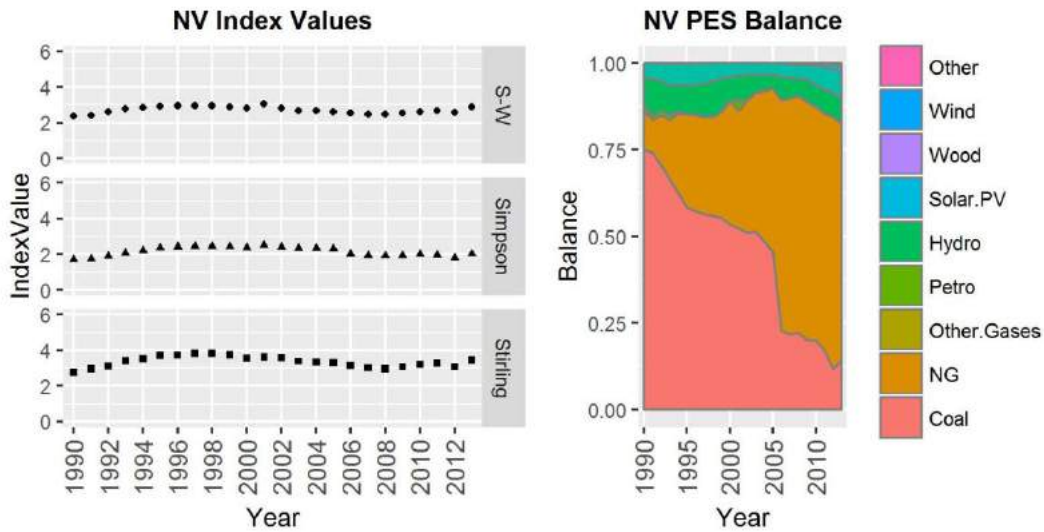 NV Index Values
IndexValue
6
4
2
0
S-W
6
4
2
0
Simpson
6
4
2
0
Stirling
1990
1992
1994
1996
1998
2000
2002
2004
2006
2008
2010
2012
Year
NV PES Balance
Balance
1.00
0.75
0.50
0.25
0.00
1990
1995
2000
2005
2010
Year
Other
Wind
Wood
Solar.PV
Hydro
Petro
Other.Gases
NG
Coal